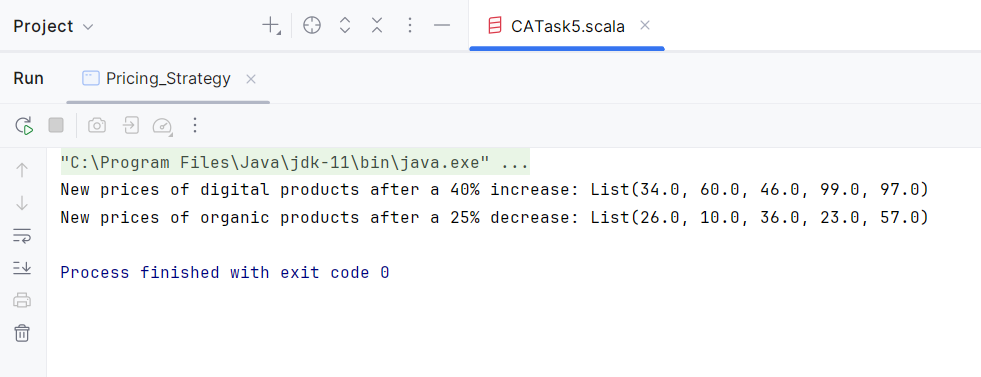 Project
CATask5.scala
Run
Pricing_Strategy
"C:\Program Files\Java\jdk-11\bin\java.exe" ...
New prices of digital products after a 40% increase: List(34.0, 60.0, 46.0, 99.0, 97.0)
New prices of organic products after a 25% decrease: List(26.0, 10.0, 36.0, 23.0, 57.0)
Process finished with exit code 0